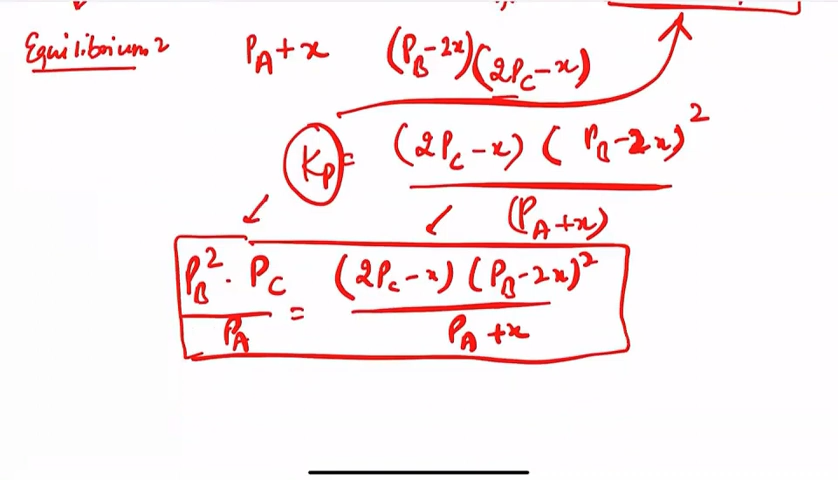 Equilibrium 2 P_A + x (P_B - 2x) (2P_C - x)
K_P = (2P_C - x) (P_B - 2x)^2 / (P_A + x)
P_B^2 . P_C / P_A = (2P_C - x) (P_B - 2x)^2 / P_A + x